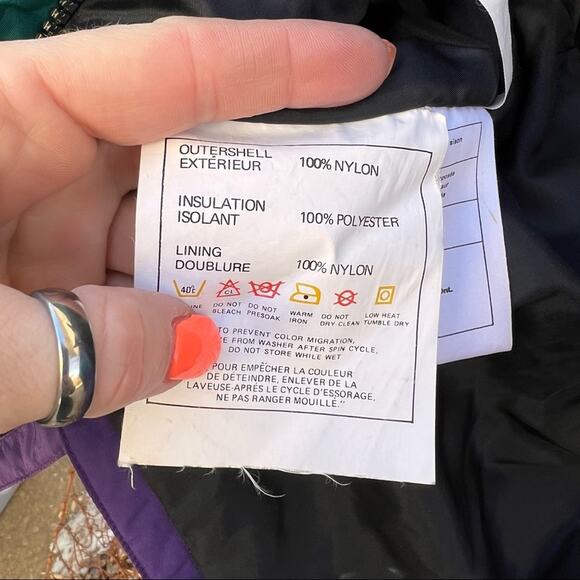 OUTERSHELL
EXTÉRIEUR 100% NYLON
INSULATION
ISOLANT 100% POLYESTER
LINING
DOUBLURE 100% NYLON
40°C CL
DO NOT DO NOT WARM DO NOT LOW HEAT
BLEACH PRESOAK IRON DRY CLEAN TUMBLE DRY
TO PREVENT COLOR MIGRATION,
FROM WASHER AFTER SPIN CYCLE,
DO NOT STORE WHILE WET
POUR EMPÊCHER LA COULEUR
DE DÉTEINDRE, ENLEVER DE LA
LAVEUSE-APRÉS LE CYCLE D'ESSORAGE,
NE PAS RANGER MOUILLÉ."